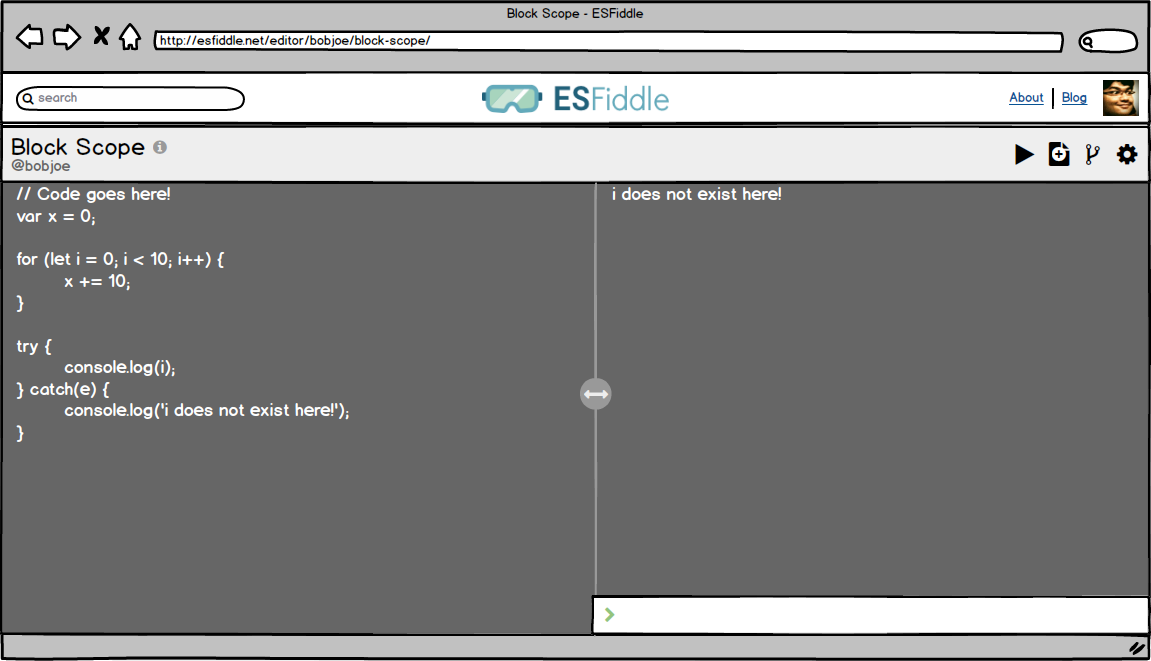 Block Scope - ESFiddle
http://esfiddle.net/editor/bobjoe/block-scope/
search
ESFiddle
About
Blog
Block Scope
@bobjoe
// Code goes here!
var x = 0;
for (let i = 0; i < 10; i++) {
x += 10;
}
try {
console.log(i);
} catch(e) {
console.log('i does not exist here!');
}
i does not exist here!